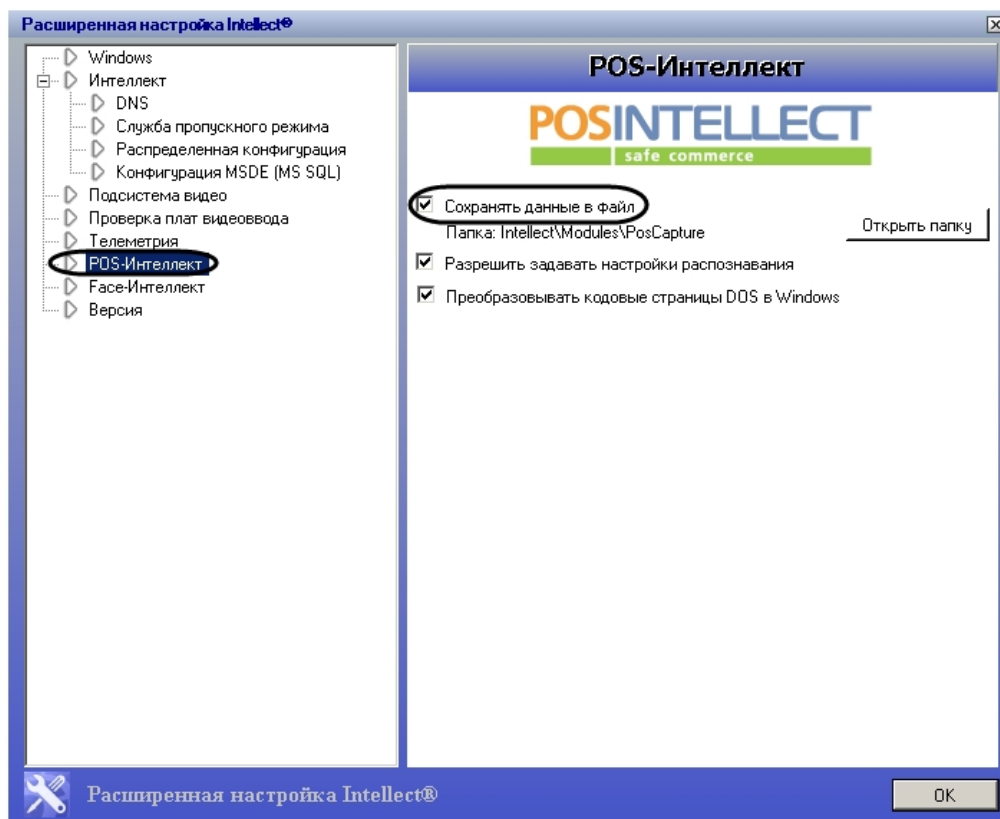 Расширенная настройка Intellect®
Windows
Интеллект
DNS
Служба пропускного режима
Распределенная конфигурация
Конфигурация MSDE (MS SQL)
Подсистема видео
Проверка плат видеоввода
Телеметрия
POS-Интеллект
Face-Интеллект
Версия
POS-Интеллект
POSINTELLECT
safe commerce
Сохранять данные в файл
Папка: Intellect\Modules\PosCapture
Открыть папку
Разрешить задавать настройки распознавания
Преобразовывать кодовые страницы DOS в Windows
Расширенная настройка Intellect®
OK